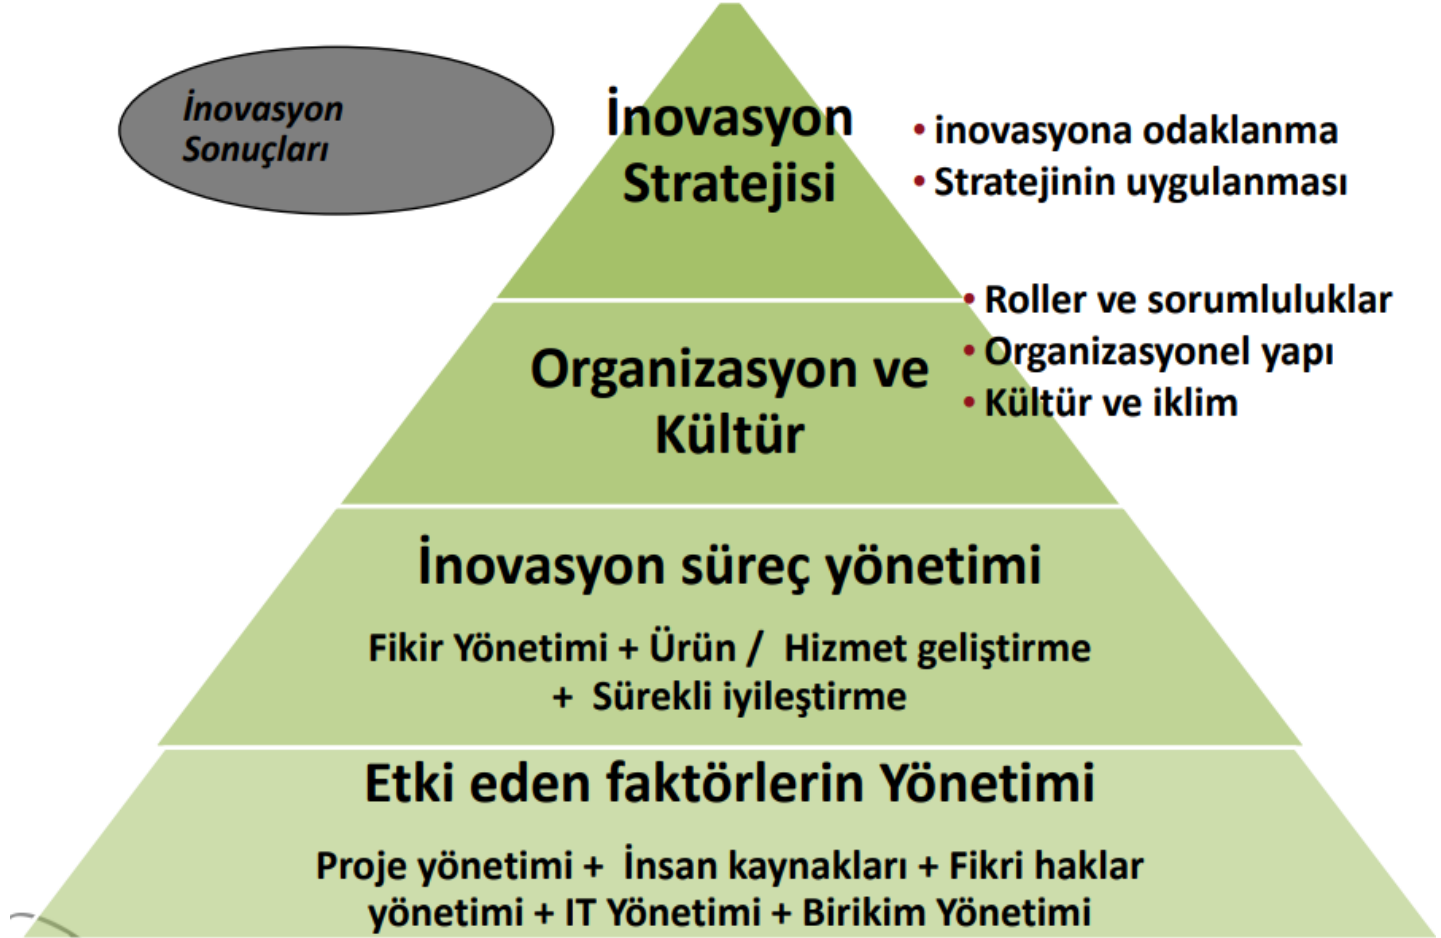 İnovasyon
Sonuçları
İnovasyon
Stratejisi
• inovasyona odaklanma
• Stratejinin uygulanması
Organizasyon ve
Kültür
• Roller ve sorumluluklar
• Organizasyonel yapı
• Kültür ve iklim
İnovasyon süreç yönetimi
Fikir Yönetimi + Ürün / Hizmet geliştirme
+ Sürekli iyileştirme
Etki eden faktörlerin Yönetimi
Proje yönetimi + İnsan kaynakları + Fikri haklar
yönetimi + IT Yönetimi + Birikim Yönetimi